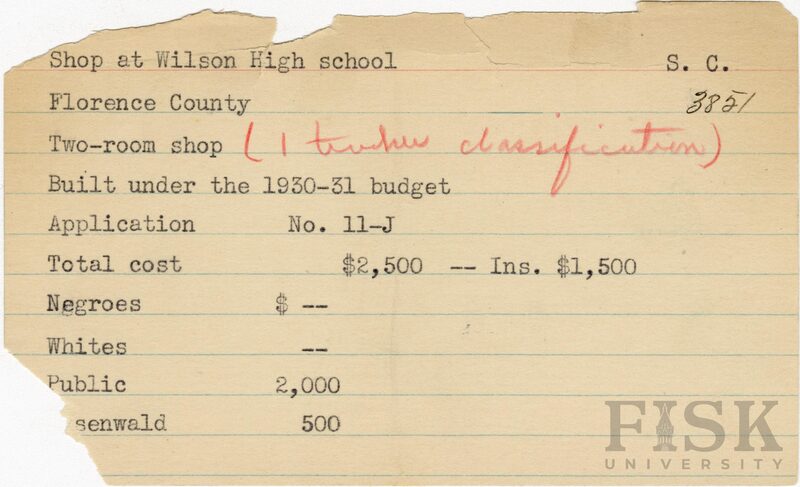 Shop at Wilson High school S. C.
Florence County 3851
Two-room shop (1 teacher classification)
Built under the 1930-31 budget
Application No. 11-J
Total cost $2,500 -- Ins. $1,500
Negroes $ --
Whites --
Public 2,000
senwald 500
FISK
UNIVERSITY